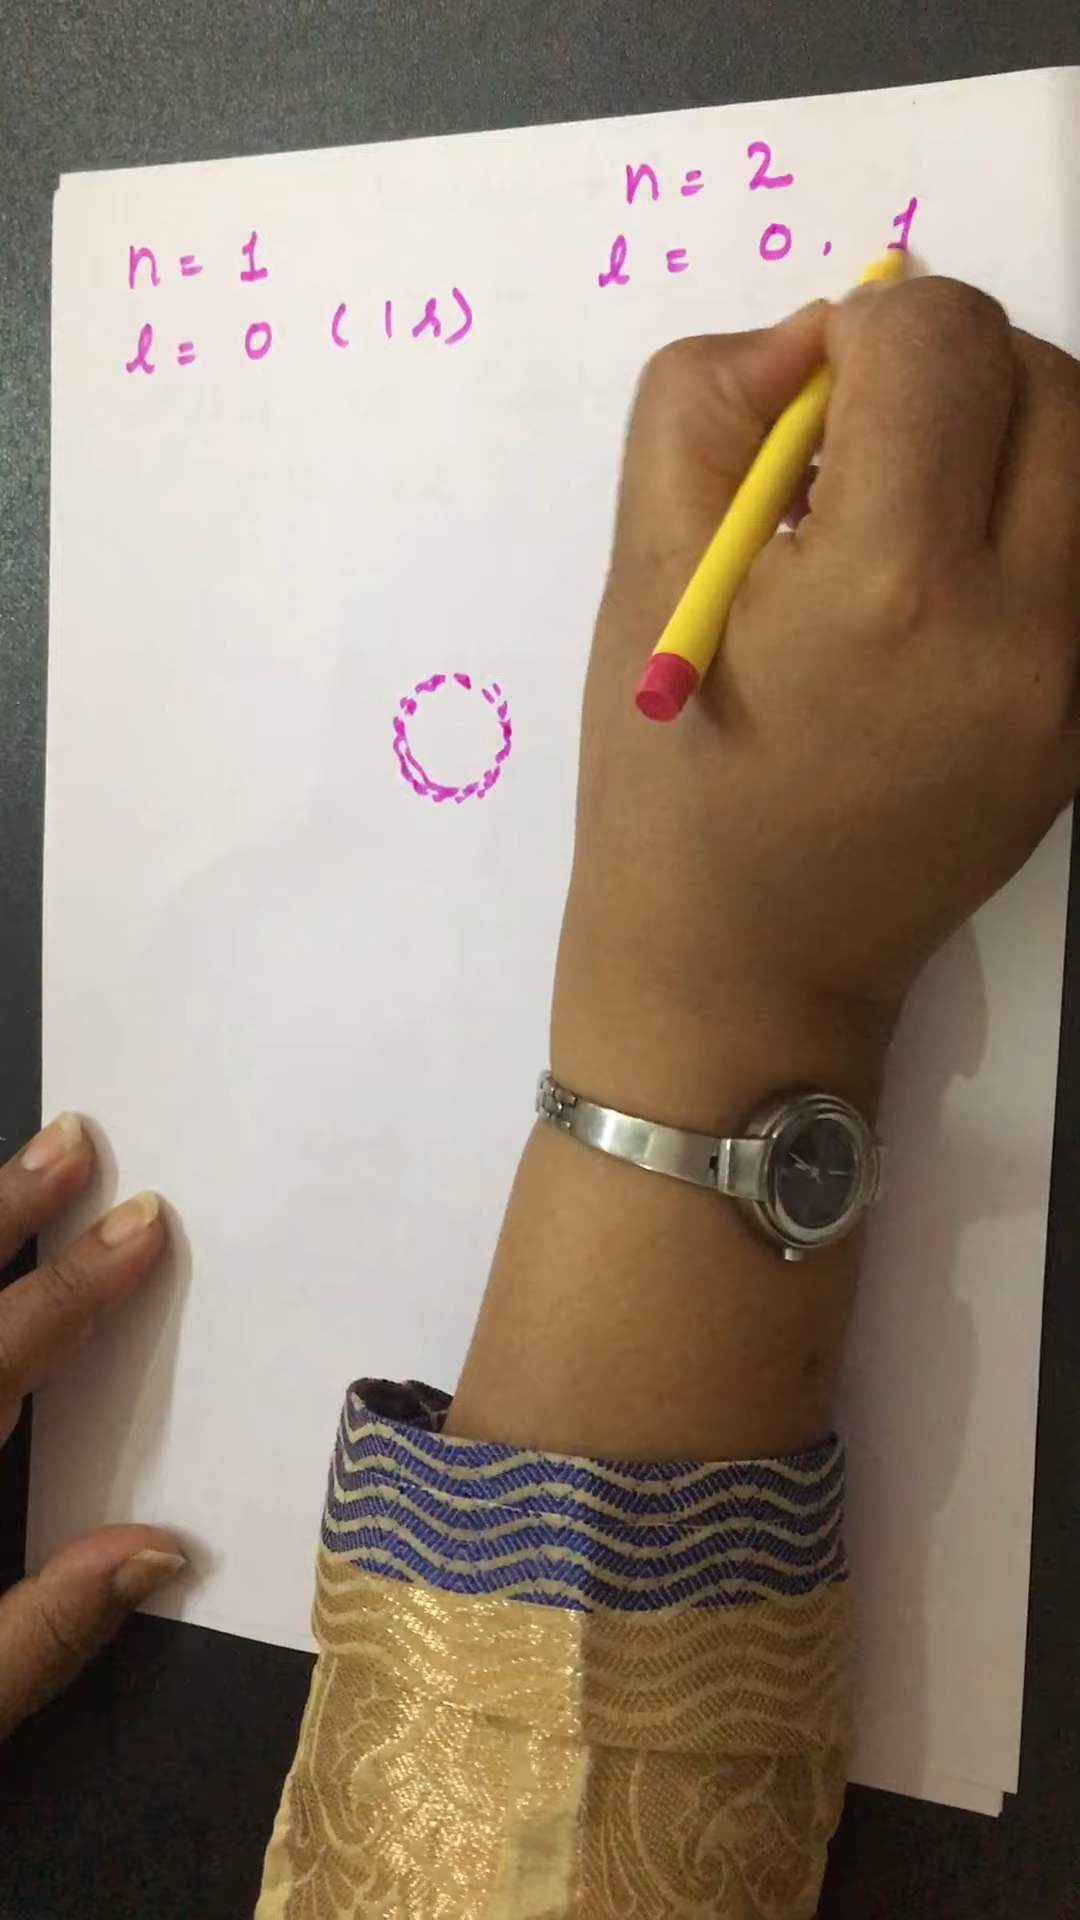 n = 1
l = 0 (1s)
n = 2
l = 0, 1